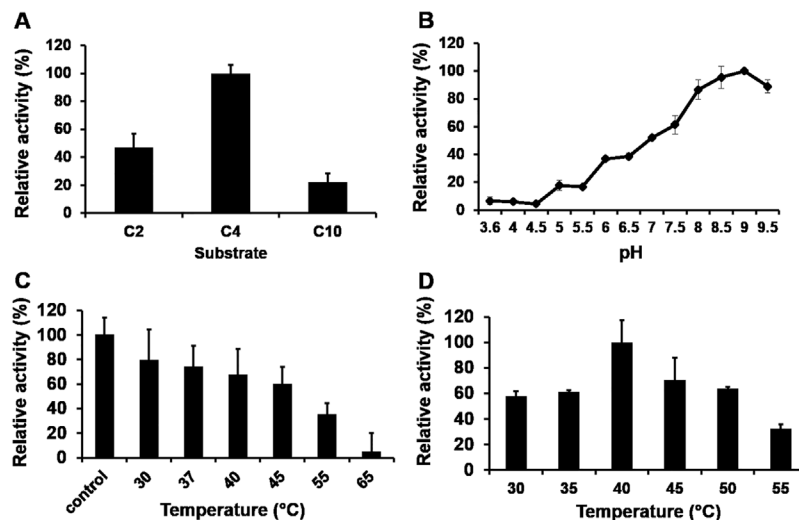 A
Relative activity (%)
120
100
80
60
40
20
0
C2 C4 C10
Substrate
B
Relative activity (%)
120
100
80
60
40
20
0
3.6 4 4.5 5 5.5 6 6.5 7 7.5 8 8.5 9 9.5
pH
C
Relative activity (%)
120
100
80
60
40
20
0
control 30 37 40 45 55 65
Temperature (°C)
D
Relative activity (%)
120
100
80
60
40
20
0
30 35 40 45 50 55
Temperature (°C)